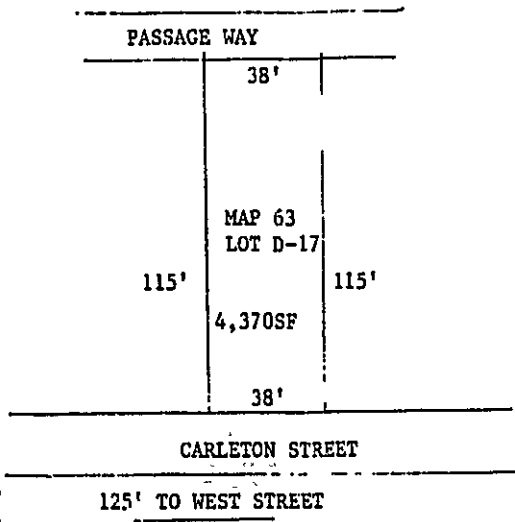 PASSAGE WAY
38'
MAP 63
LOT D-17
115'
115'
4,370SF
38'
CARLETON STREET
125' TO WEST STREET